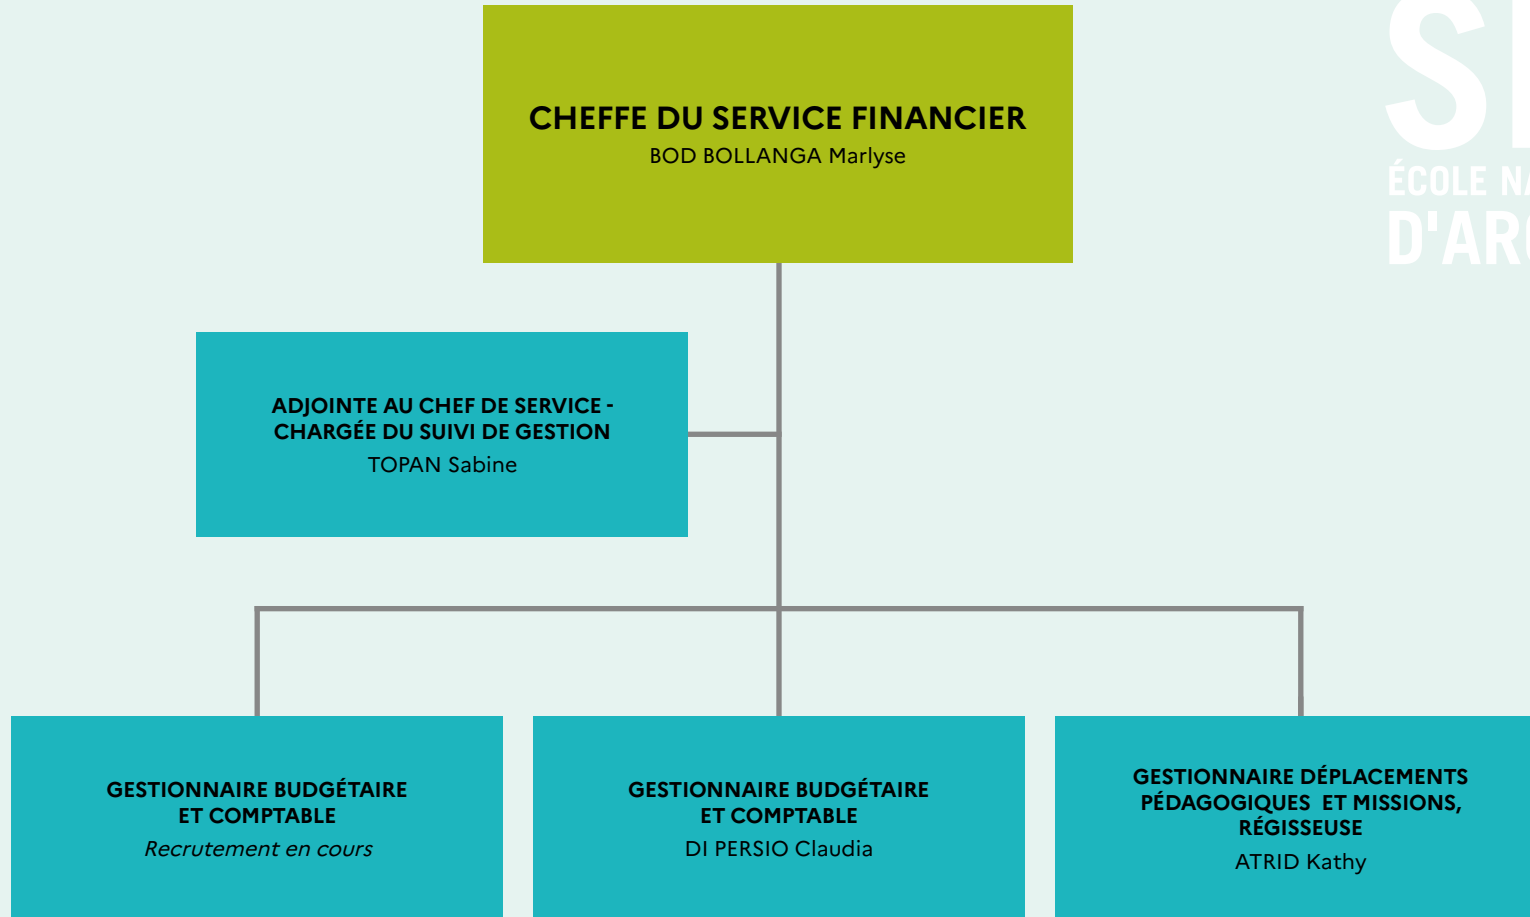 CHEFFE DU SERVICE FINANCIER
BOD BOLLANGA Marlyse
ÉCOLE
ADJOINTE AU CHEF DE SERVICE -
CHARGÉE DU SUIVI DE GESTION
TOPAN Sabine
GESTIONNAIRE BUDGÉTAIRE
ET COMPTABLE
Recrutement en cours
GESTIONNAIRE BUDGÉTAIRE
ET COMPTABLE
DI PERSIO Claudia
GESTIONNAIRE DÉPLACEMENTS
PÉDAGOGIQUES ET MISSIONS,
RÉGISSEUSE
ATRID Kathy